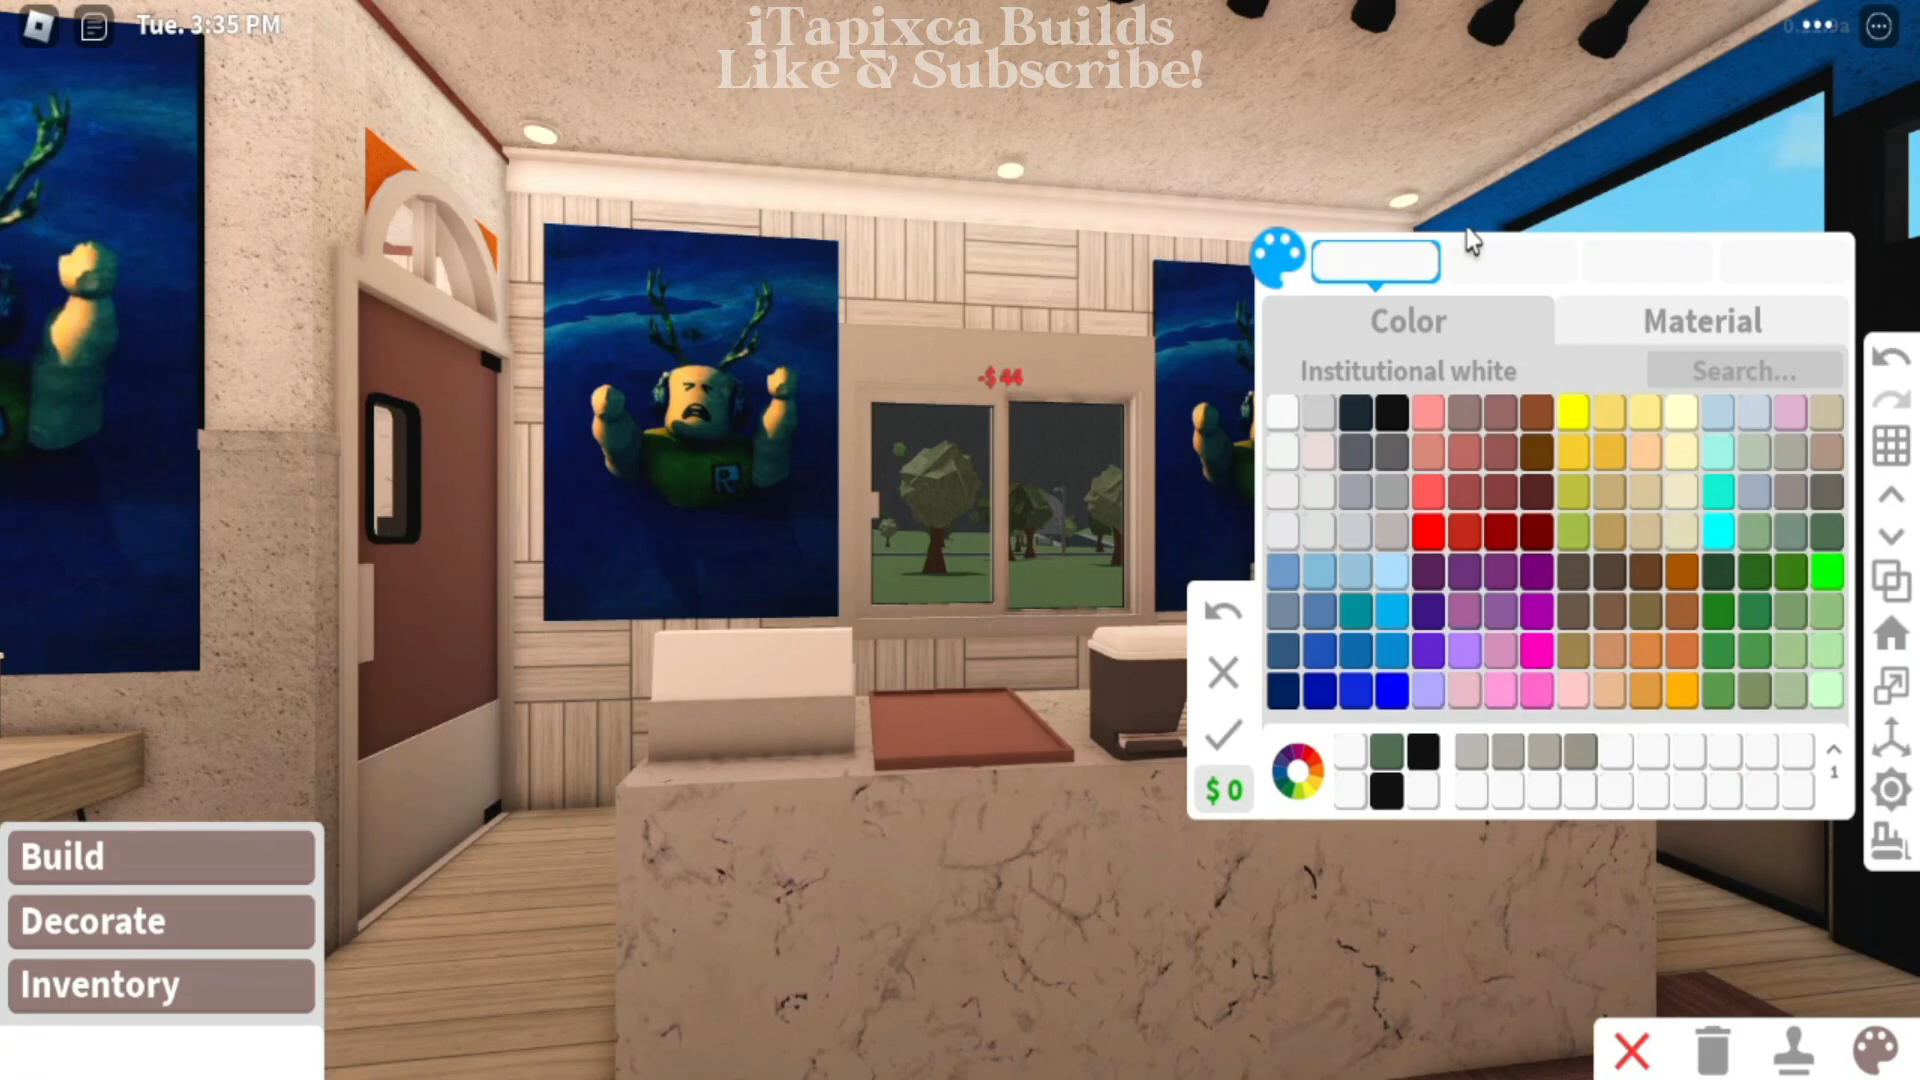 Tue. 3:35 PM
iTapixca Builds
Like & Subscribe!
Color
Material
Institutional white
Search...
-$ 44
$ 0
1
Build
Decorate
Inventory